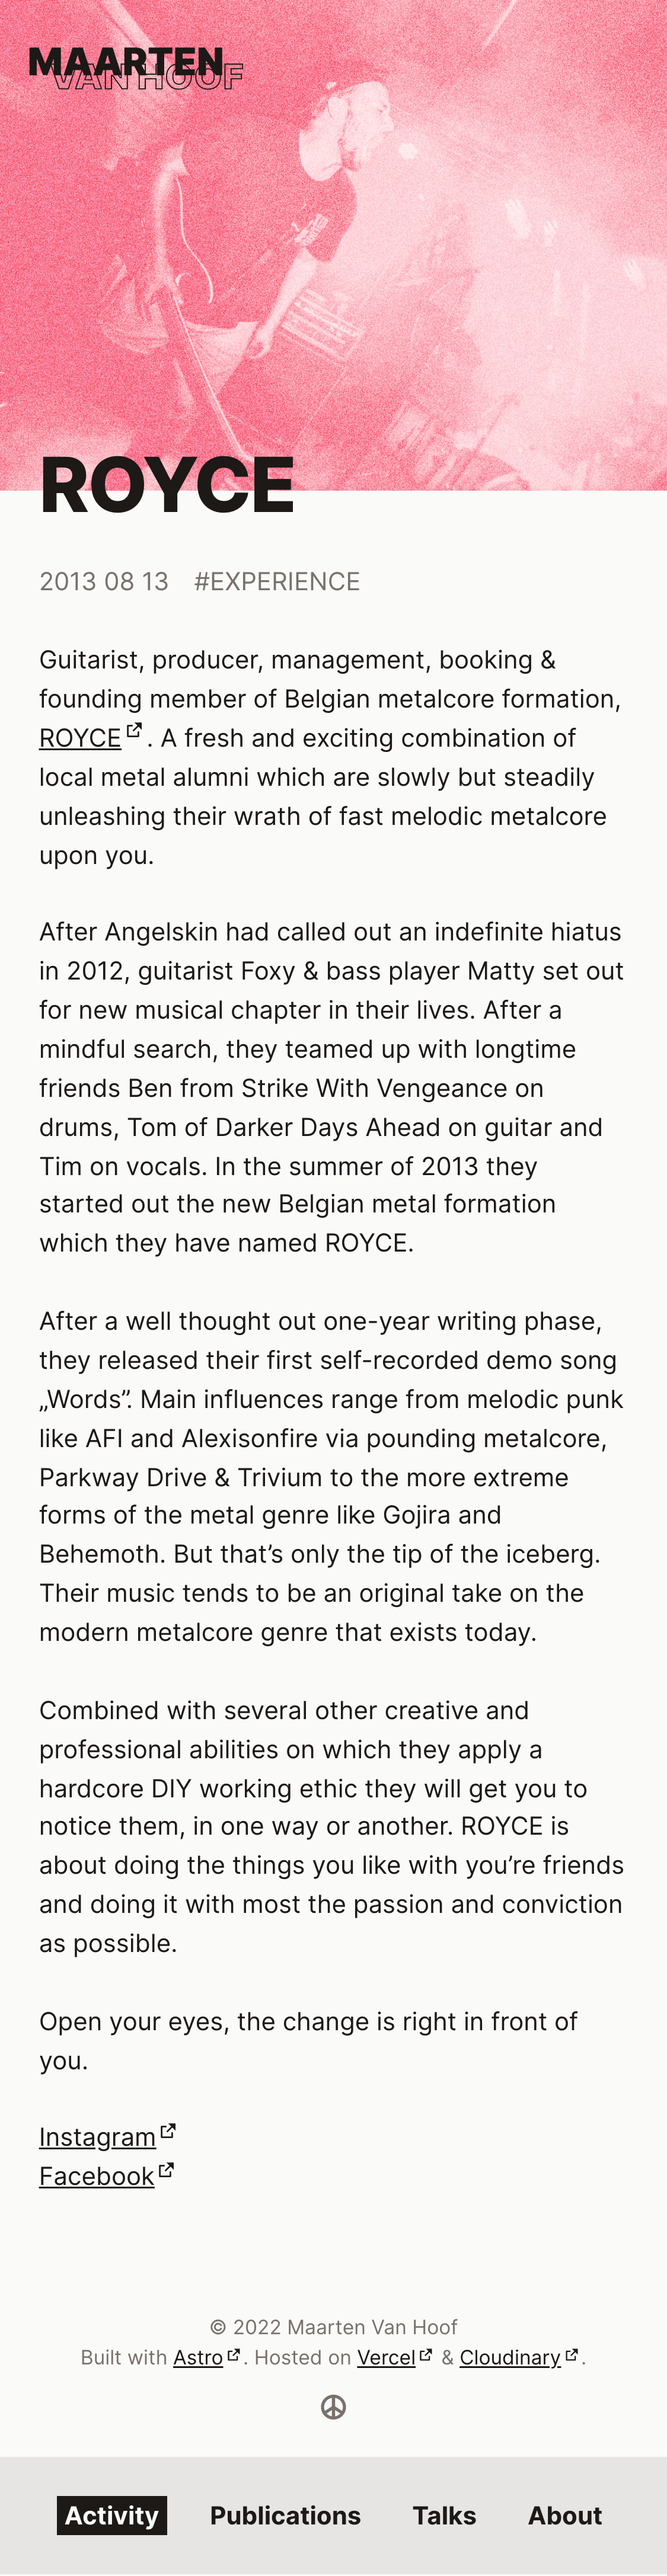 MAARTEN
VAN HOOF
ROYCE
2013 08 13 #EXPERIENCE
Guitarist, producer, management, booking &
founding member of Belgian metalcore formation,
ROYCE. A fresh and exciting combination of
local metal alumni which are slowly but steadily
unleashing their wrath of fast melodic metalcore
upon you.
After Angelskin had called out an indefinite hiatus
in 2012, guitarist Foxy & bass player Matty set out
for new musical chapter in their lives. After a
mindful search, they teamed up with longtime
friends Ben from Strike With Vengeance on
drums, Tom of Darker Days Ahead on guitar and
Tim on vocals. In the summer of 2013 they
started out the new Belgian metal formation
which they have named ROYCE.
After a well thought out one-year writing phase,
they released their first self-recorded demo song
„Words”. Main influences range from melodic punk
like AFI and Alexisonfire via pounding metalcore,
Parkway Drive & Trivium to the more extreme
forms of the metal genre like Gojira and
Behemoth. But that’s only the tip of the iceberg.
Their music tends to be an original take on the
modern metalcore genre that exists today.
Combined with several other creative and
professional abilities on which they apply a
hardcore DIY working ethic they will get you to
notice them, in one way or another. ROYCE is
about doing the things you like with you’re friends
and doing it with most the passion and conviction
as possible.
Open your eyes, the change is right in front of
you.
Instagram
Facebook
© 2022 Maarten Van Hoof
Built with Astro. Hosted on Vercel & Cloudinary.
Activity Publications Talks About